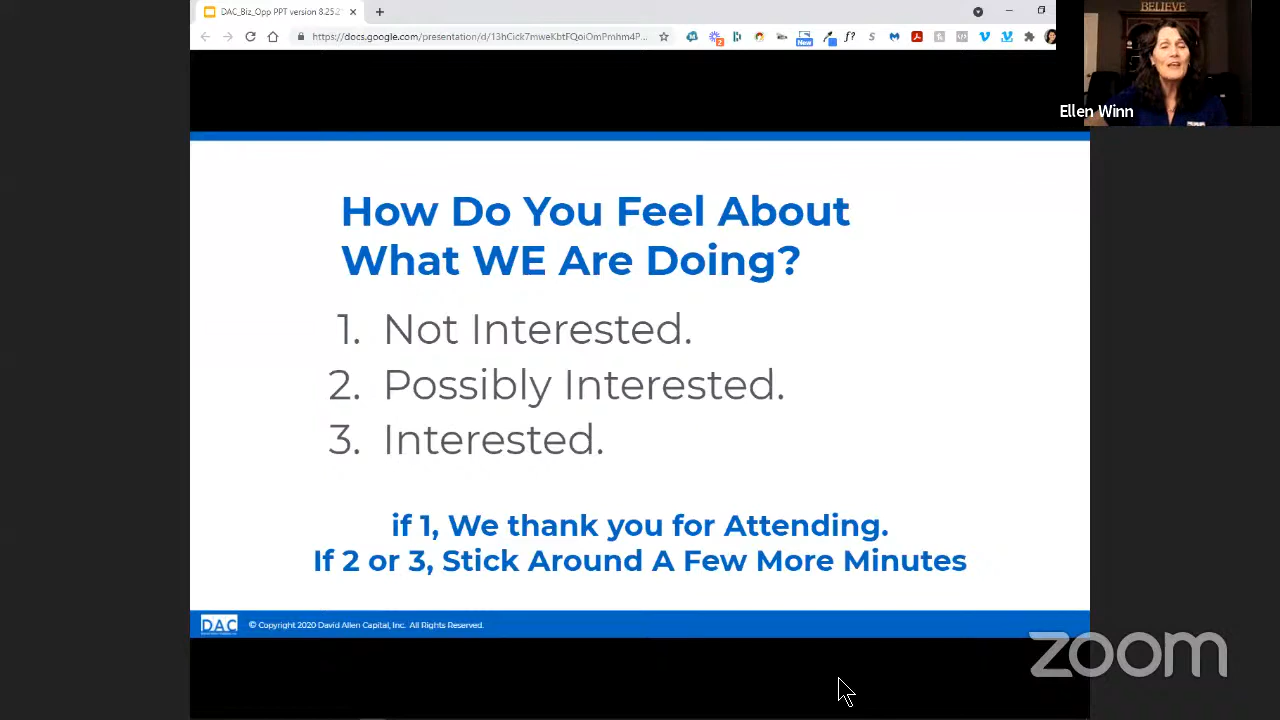 DAC_Biz_Opp PPT version 8.25.2
https://docs.google.com/presentation/d/13hCick7mweKbtFQoiOmPmhm4P...
2
New
f?
S
BELIEVE
Ellen Winn
How Do You Feel About
What WE Are Doing?
1. Not Interested.
2. Possibly Interested.
3. Interested.
if 1, We thank you for Attending.
If 2 or 3, Stick Around A Few More Minutes
DAC
© Copyright 2020 David Allen Capital, Inc. All Rights Reserved.
zoom